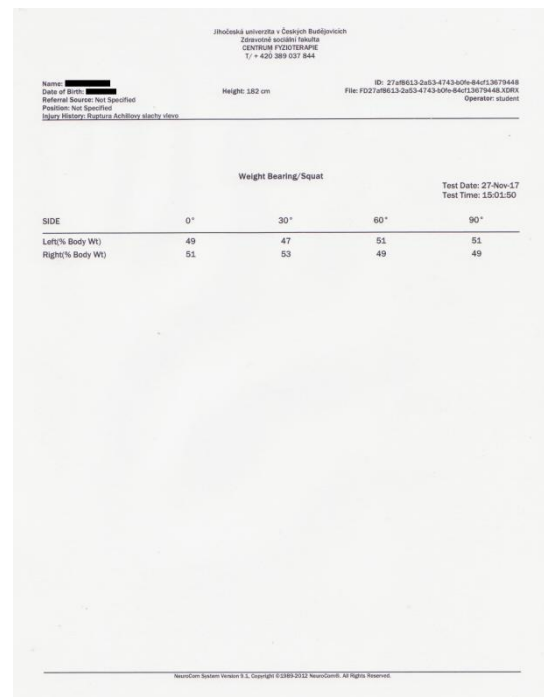 Jihočeská univerzita v Českých Budějovicích
Zdravotně sociální fakulta
CENTRUM FYZIOTERAPIE
T/ + 420 389 037 844
Name:
Date of Birth:
Referral Source: Not Specified
Position: Not Specified
Injury History: Ruptura Achillovy slachy vlevo
Height: 182 cm
ID: 27af8613-2a53-4743-b0fe-84cf13679448
File: FD27af8613-2a53-4743-b0fe-84cf13679448.XDRX
Operator: student
Weight Bearing/Squat
Test Date: 27-Nov-17
Test Time: 15:01:50
SIDE 0° 30° 60° 90°
Left(% Body Wt) 49 47 51 51
Right(% Body Wt) 51 53 49 49
NeuroCom System Version 9.1, Copyright ©1989-2012 NeuroCom®. All Rights Reserved.